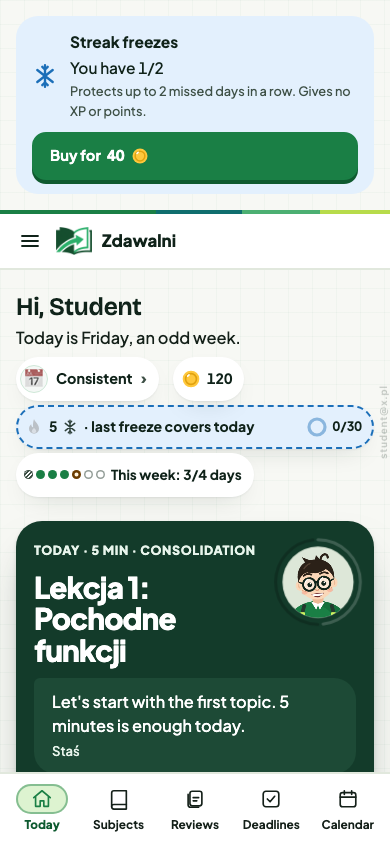 Streak freezes
You have 1/2
Protects up to 2 missed days in a row. Gives no
XP or points.
Buy for 40
Zdawalni
Hi, Student
Today is Friday, an odd week.
17 Consistent ›
120
5 · last freeze covers today 0/30
This week: 3/4 days
student@x.pl
TODAY · 5 MIN · CONSOLIDATION
Lekcja 1:
Pochodne
funkcji
Let's start with the first topic. 5
minutes is enough today.
Staś
Today Subjects Reviews Deadlines Calendar